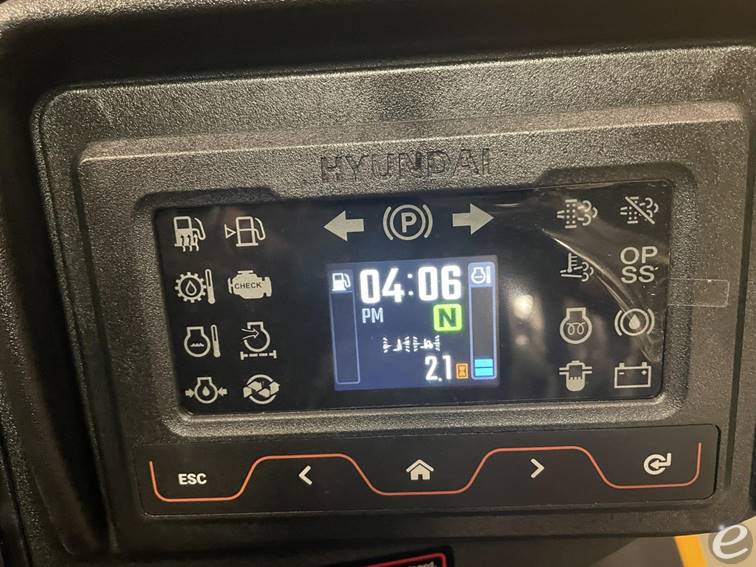 HYUNDAI
P
OP
SS
CHECK
04:06
PM
N
2.1
ESC
e